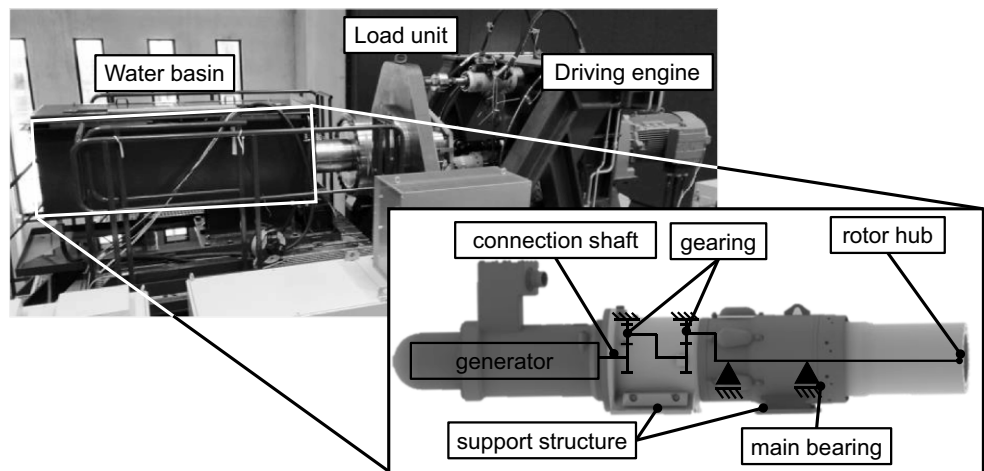 Load unit
Water basin
Driving engine
connection shaft
gearing
rotor hub
generator
support structure
main bearing